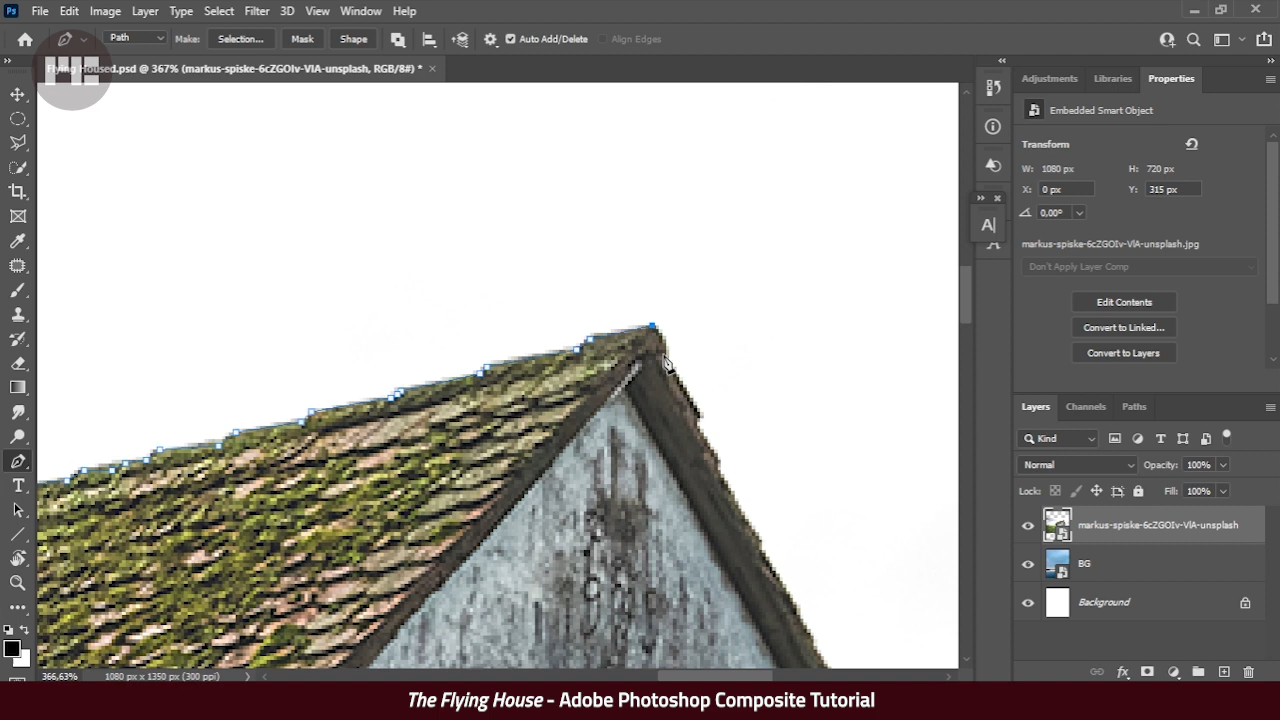 Ps File Edit Image Layer Type Select Filter 3D View Window Help
Path Make: Selection... Mask Shape Auto Add/Delete Align Edges
Flying Housed.psd @ 367% (markus-spiske-6cZGOIv-VIA-unsplash, RGB/8#) *
Adjustments Libraries Properties
Embedded Smart Object
Transform
W: 1080 px H: 720 px
X: 0 px Y: 315 px
0,00°
markus-spiske-6cZGOIv-VIA-unsplash.jpg
Don't Apply Layer Comp
Edit Contents
Convert to Linked...
Convert to Layers
Layers Channels Paths
Kind
Normal Opacity: 100%
Lock: Fill: 100%
markus-spiske-6cZGOIv-VIA-unsplash
BG
Background
366,63% 1080 px x 1350 px (300 ppi)
The Flying House - Adobe Photoshop Composite Tutorial